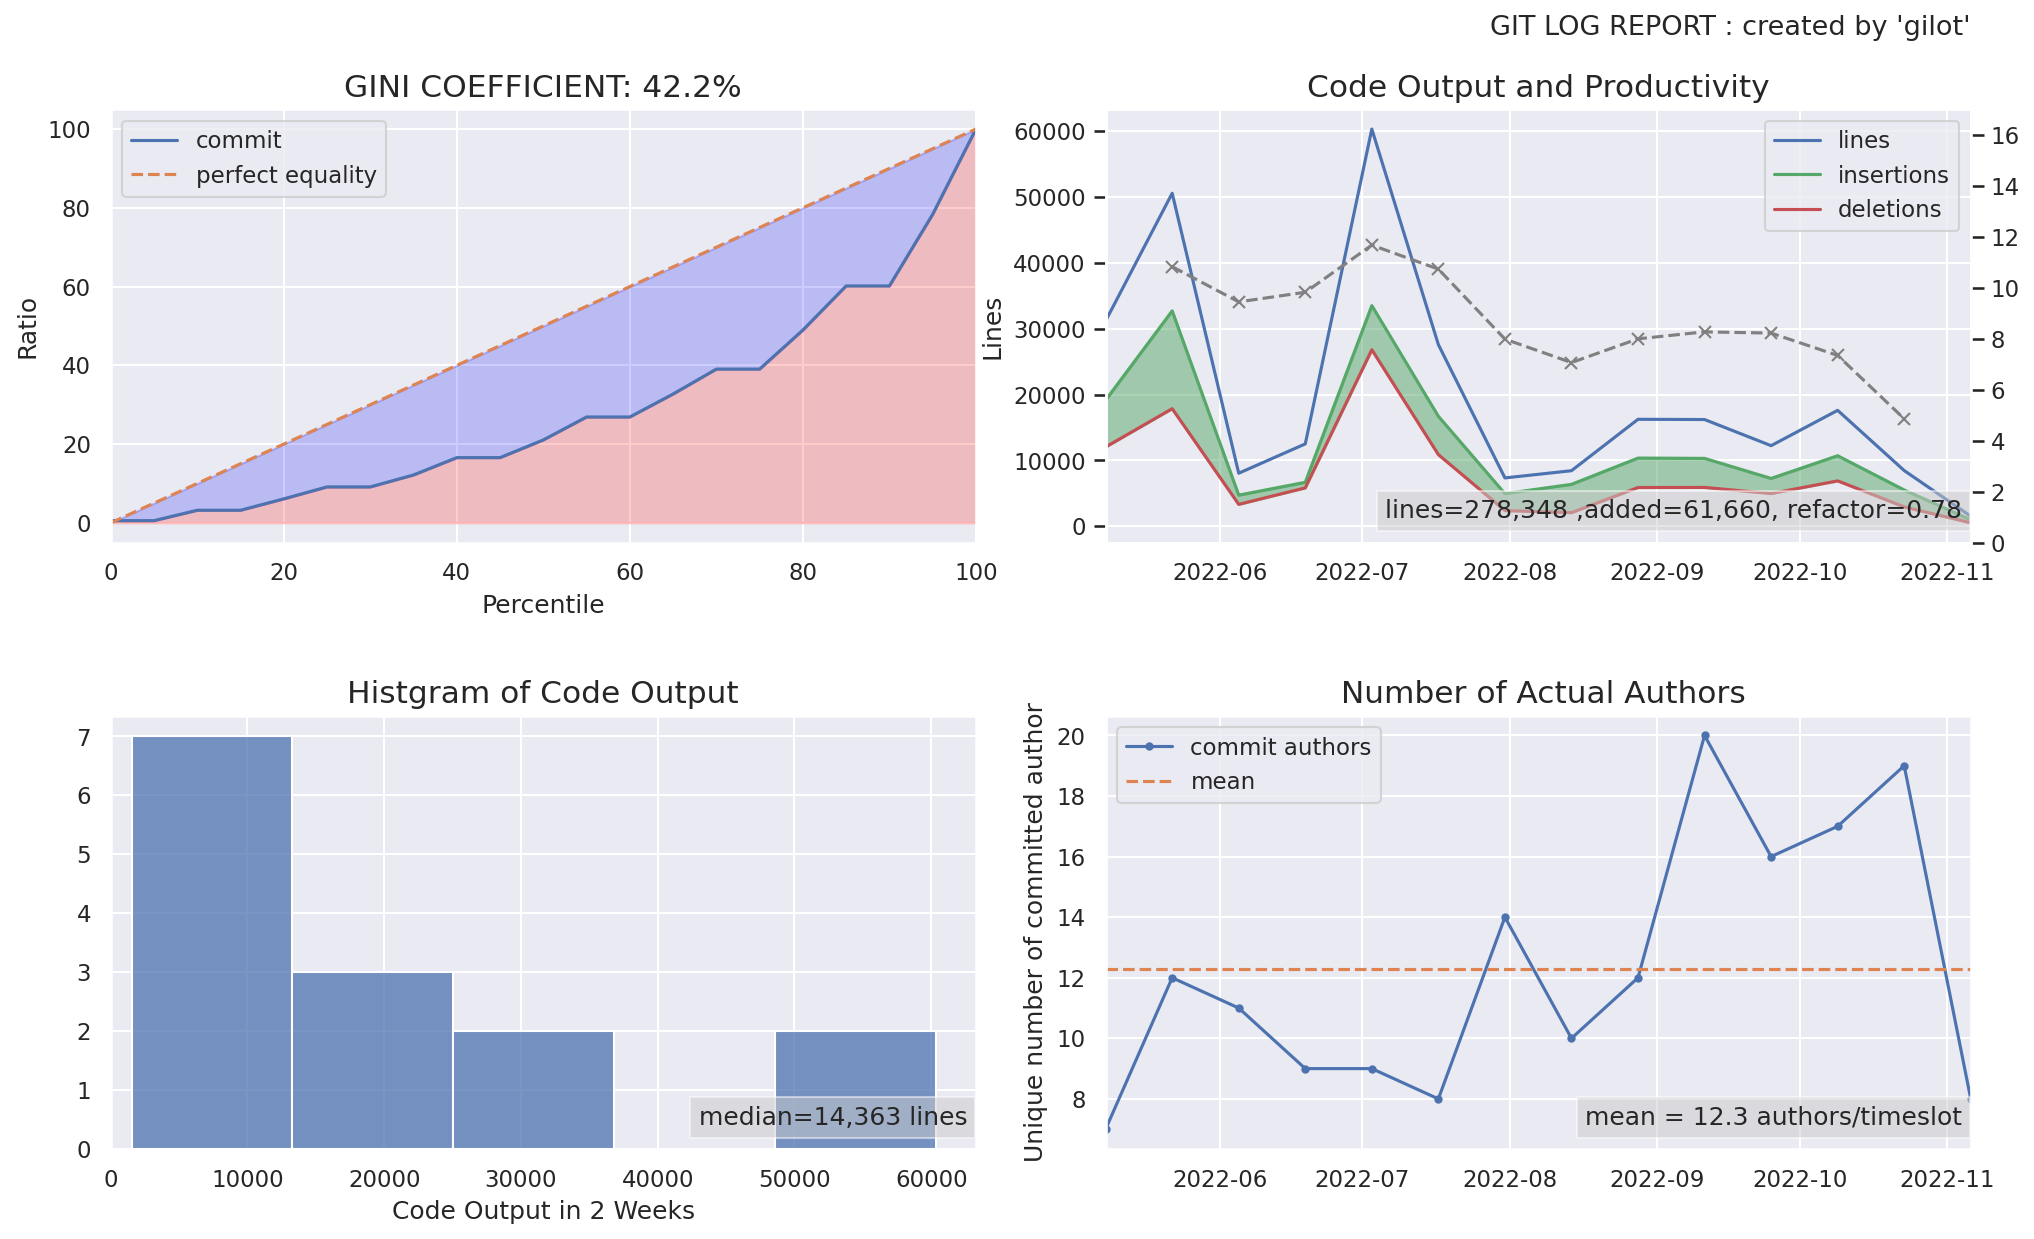 GIT LOG REPORT : created by 'gilot'
GINI COEFFICIENT: 42.2%
Ratio
100
80
60
40
20
0
commit
perfect equality
0 20 40 60 80 100
Percentile
Code Output and Productivity
Lines
60000
50000
40000
30000
20000
10000
0
lines
insertions
deletions
16
14
12
10
8
6
4
2
0
lines=278,348 ,added=61,660, refactor=0.78
2022-06 2022-07 2022-08 2022-09 2022-10 2022-11
Histgram of Code Output
7
6
5
4
3
2
1
0
median=14,363 lines
0 10000 20000 30000 40000 50000 60000
Code Output in 2 Weeks
Number of Actual Authors
Unique number of committed author
20
18
16
14
12
10
8
commit authors
mean
mean = 12.3 authors/timeslot
2022-06 2022-07 2022-08 2022-09 2022-10 2022-11